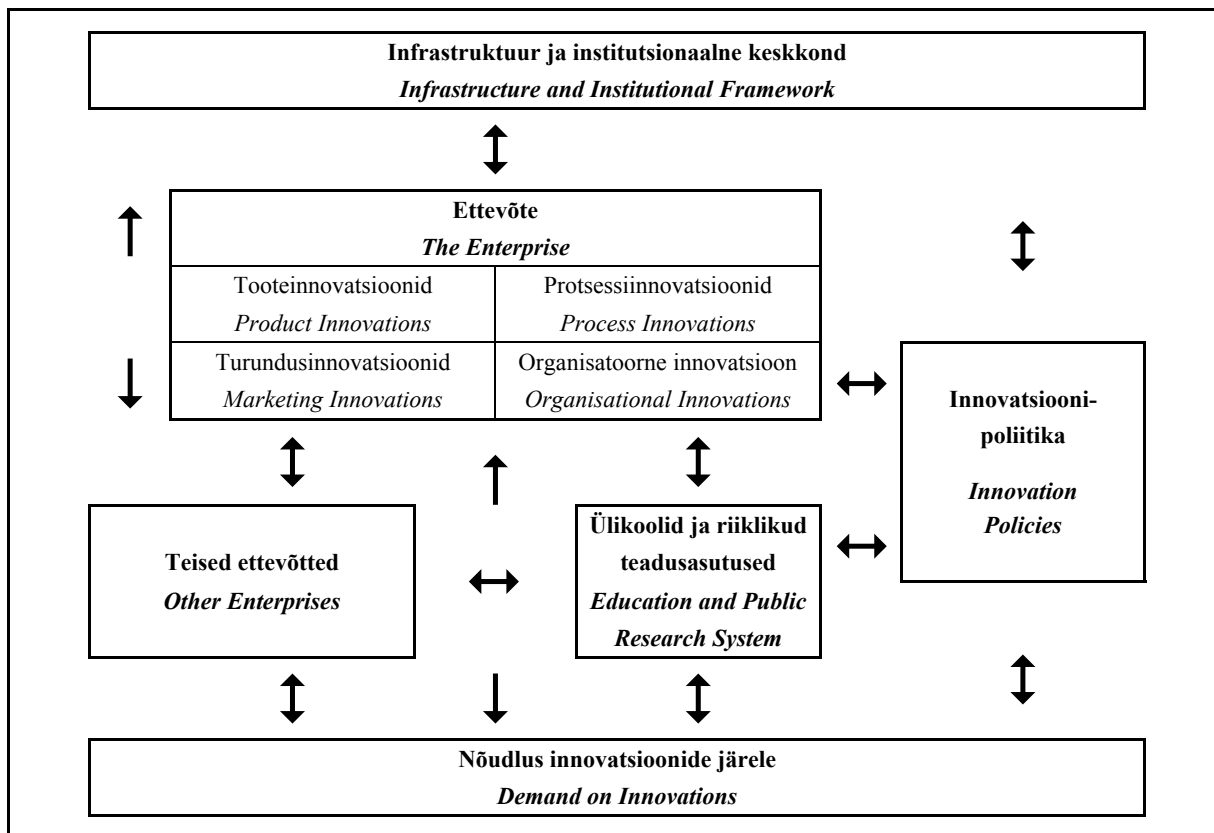 Infrastruktuur ja institutsionaalne keskkond
Infrastructure and Institutional Framework
Ettevõte
The Enterprise
Tooteinnovatsioonid
Product Innovations
Protsessiinnovatsioonid
Process Innovations
Turundusinnovatsioonid
Marketing Innovations
Organisatoorne innovatsioon
Organisational Innovations
Innovatsiooni-
poliitika
Innovation
Policies
Teised ettevõtted
Other Enterprises
Ülikoolid ja riiklikud
teadusasutused
Education and Public
Research System
Nõudlus innovatsioonide järele
Demand on Innovations